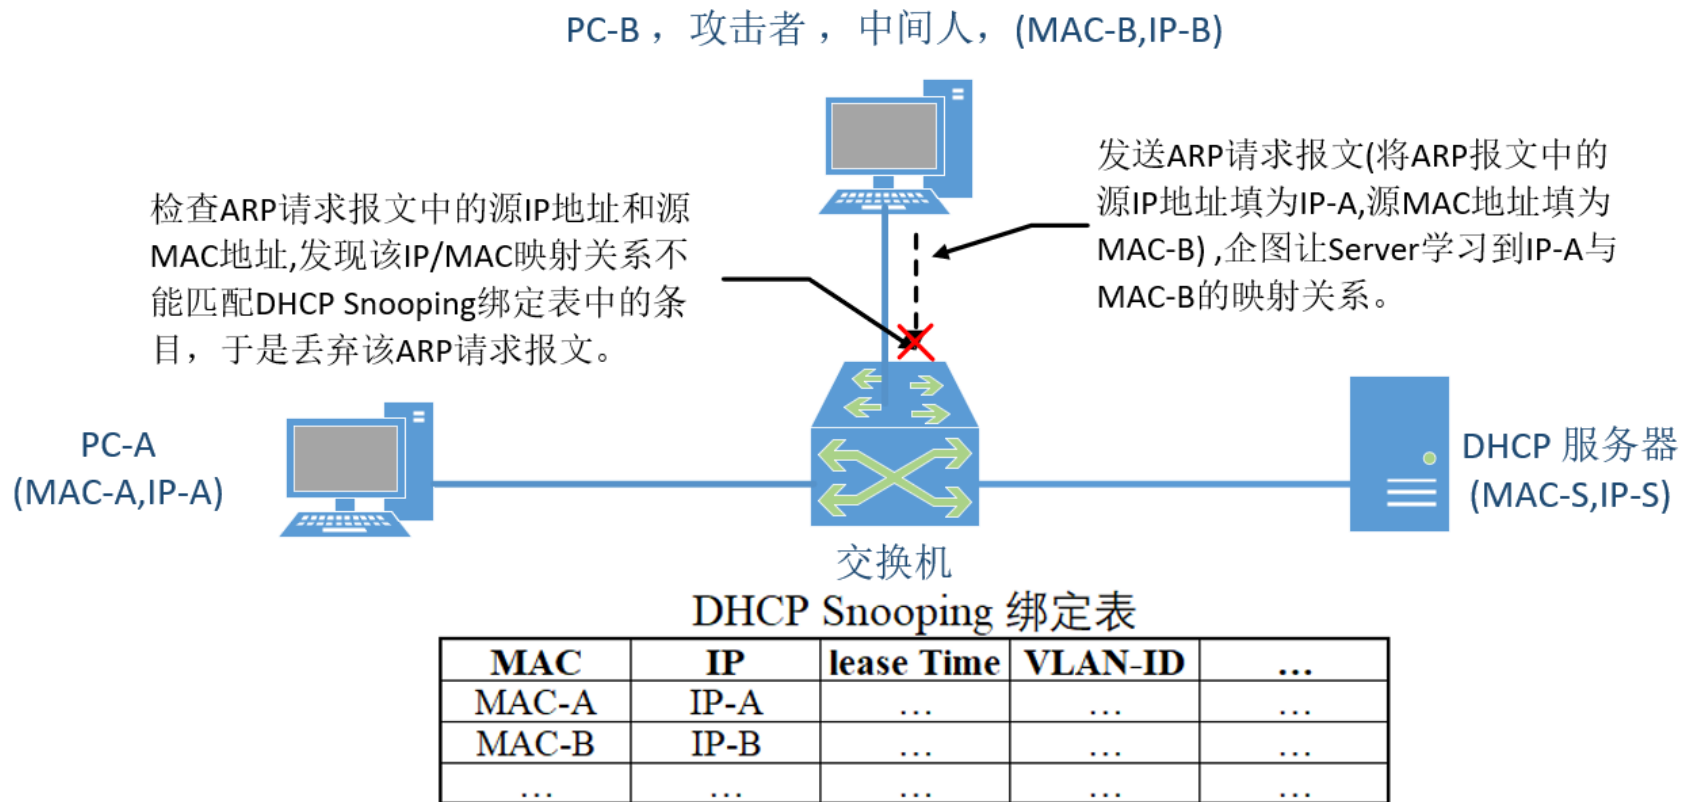 PC-B ，攻击者 ，中间人，(MAC-B,IP-B)
发送ARP请求报文(将ARP报文中的
源IP地址填为IP-A,源MAC地址填为
MAC-B) ,企图让Server学习到IP-A与
MAC-B的映射关系。
检查ARP请求报文中的源IP地址和源
MAC地址,发现该IP/MAC映射关系不
能匹配DHCP Snooping绑定表中的条
目，于是丢弃该ARP请求报文。
PC-A
(MAC-A,IP-A)
DHCP 服务器
(MAC-S,IP-S)
交换机
DHCP Snooping 绑定表
MAC IP lease Time VLAN-ID …
MAC-A IP-A … … …
MAC-B IP-B … … …
… … … … …